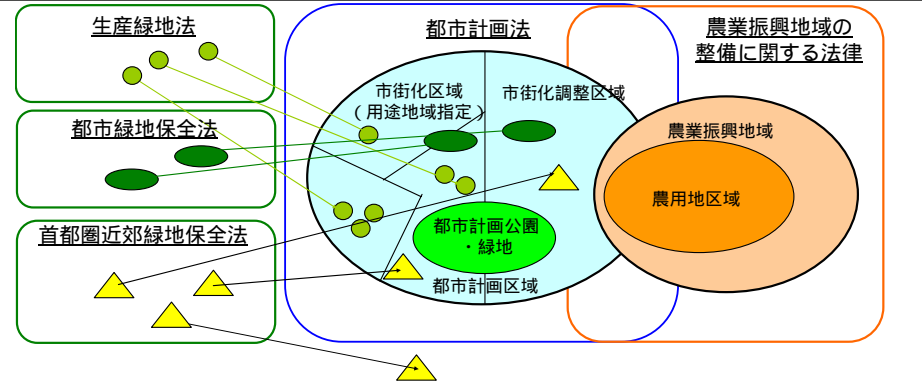 生産緑地法
都市緑地保全法
首都圏近郊緑地保全法
都市計画法
市街化区域
（用途地域指定）
市街化調整区域
都市計画公園
・緑地
都市計画区域
農業振興地域の
整備に関する法律
農業振興地域
農用地区域